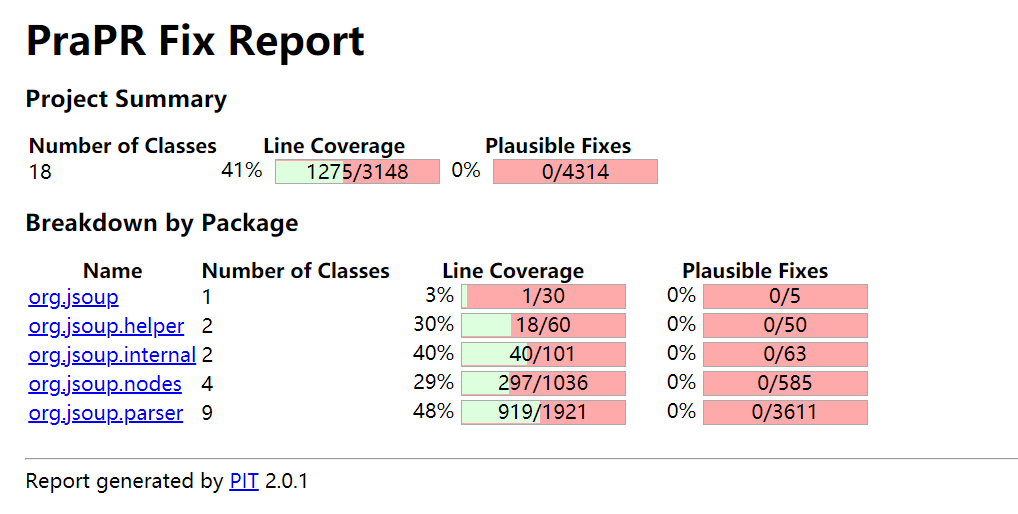 PraPR Fix Report
Project Summary
Number of Classes Line Coverage Plausible Fixes
18 41% 1275/3148 0% 0/4314
Breakdown by Package
Name Number of Classes Line Coverage Plausible Fixes
org.jsoup 1 3% 1/30 0% 0/5
org.jsoup.helper 2 30% 18/60 0% 0/50
org.jsoup.internal 2 40% 40/101 0% 0/63
org.jsoup.nodes 4 29% 297/1036 0% 0/585
org.jsoup.parser 9 48% 919/1921 0% 0/3611
Report generated by PIT 2.0.1